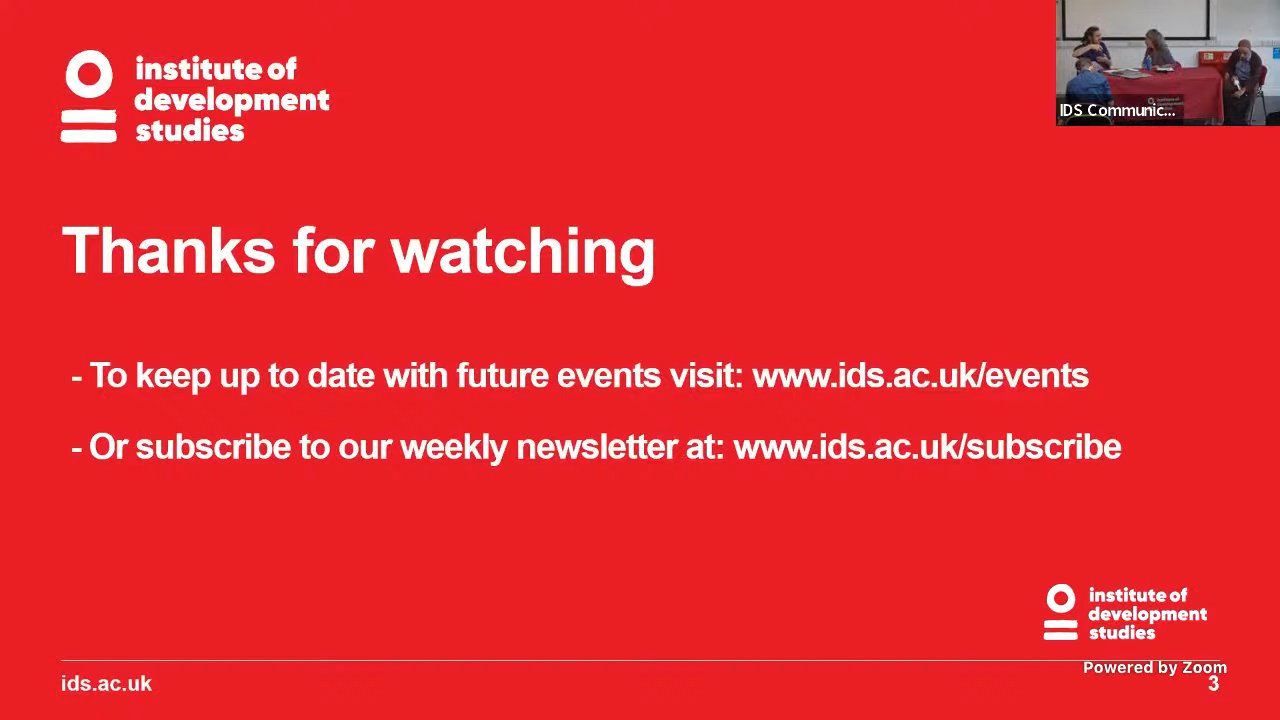 institute of
development
studies
IDS Communic...
Thanks for watching
- To keep up to date with future events visit: www.ids.ac.uk/events
- Or subscribe to our weekly newsletter at: www.ids.ac.uk/subscribe
institute of
development
studies
Powered by Zoom
ids.ac.uk
3